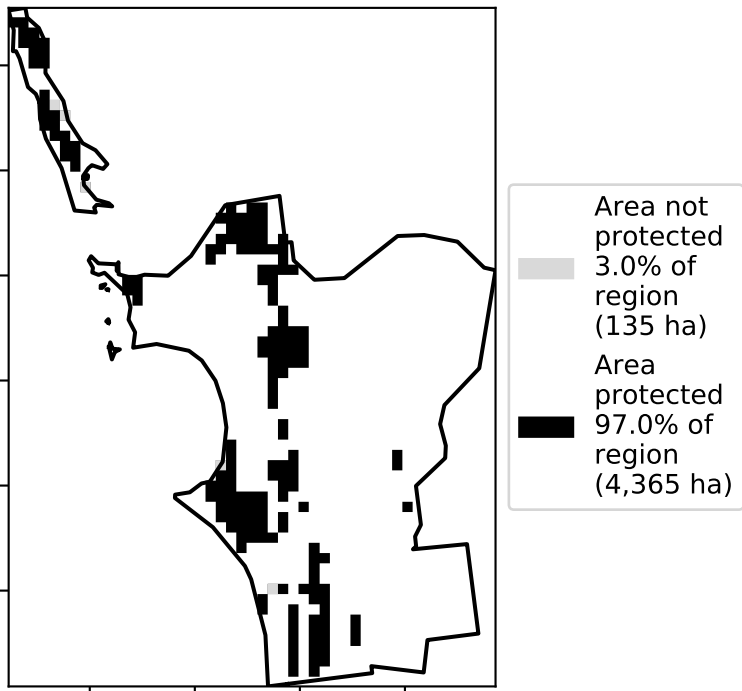 Area not
protected
3.0% of
region
(135 ha)
Area
protected
97.0% of
region
(4,365 ha)